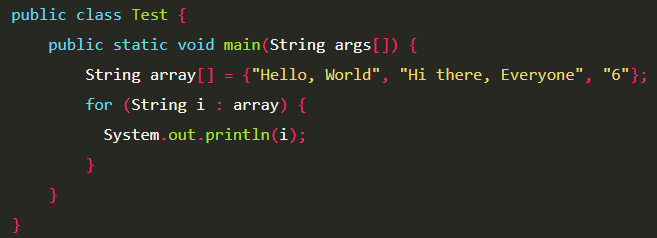 public class Test {
    public static void main(String args[]) {
        String array[] = {"Hello, World", "Hi there, Everyone", "6"};
        for (String i : array) {
          System.out.println(i);
        }
    }
}